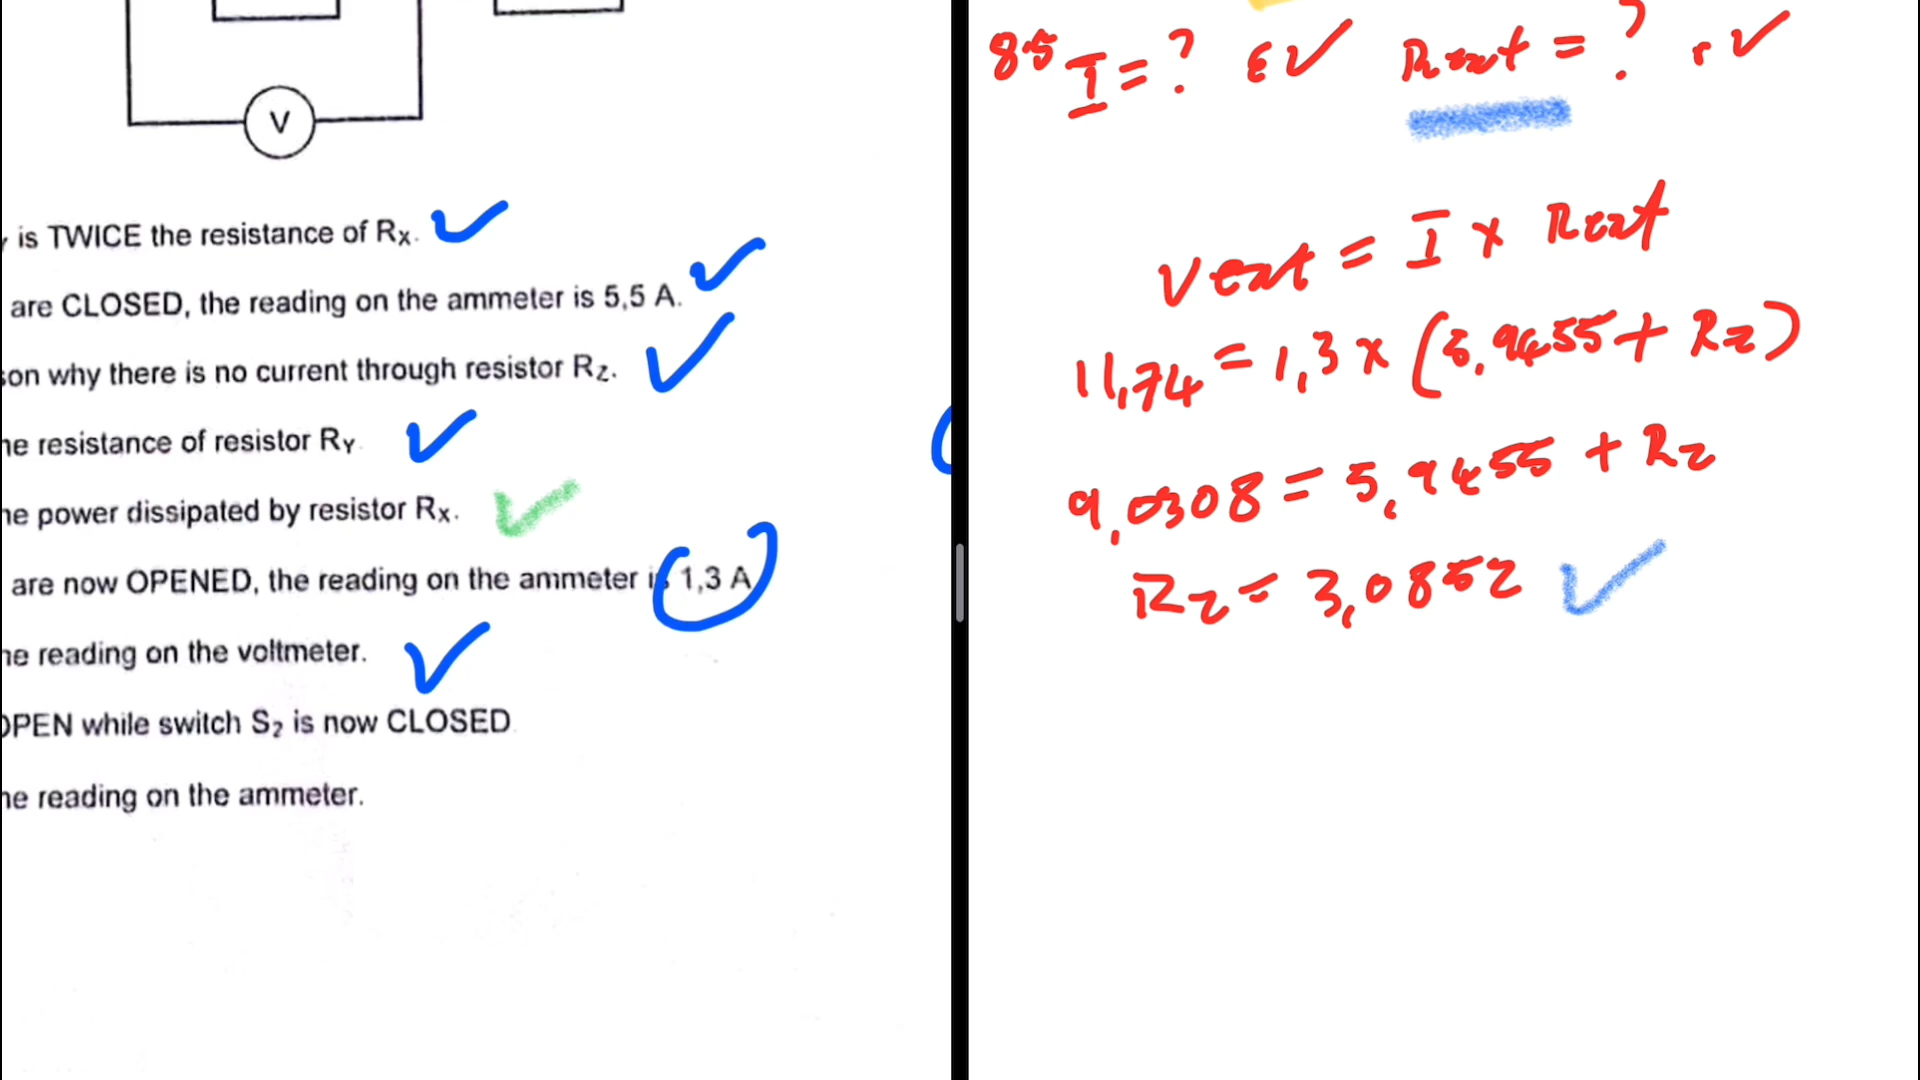 V
is TWICE the resistance of RX.
are CLOSED, the reading on the ammeter is 5,5 A.
son why there is no current through resistor RZ.
he resistance of resistor RY
he power dissipated by resistor RX.
are now OPENED, the reading on the ammeter is 1,3 A
he reading on the voltmeter.
OPEN while switch S2 is now CLOSED
he reading on the ammeter.
8.5 I = ? ε ✓ Rext = ? r ✓
Vext = I × Rext
11,74 = 1,3 × (5,9455 + Rz)
9,0308 = 5,9455 + Rz
Rz = 3,0852